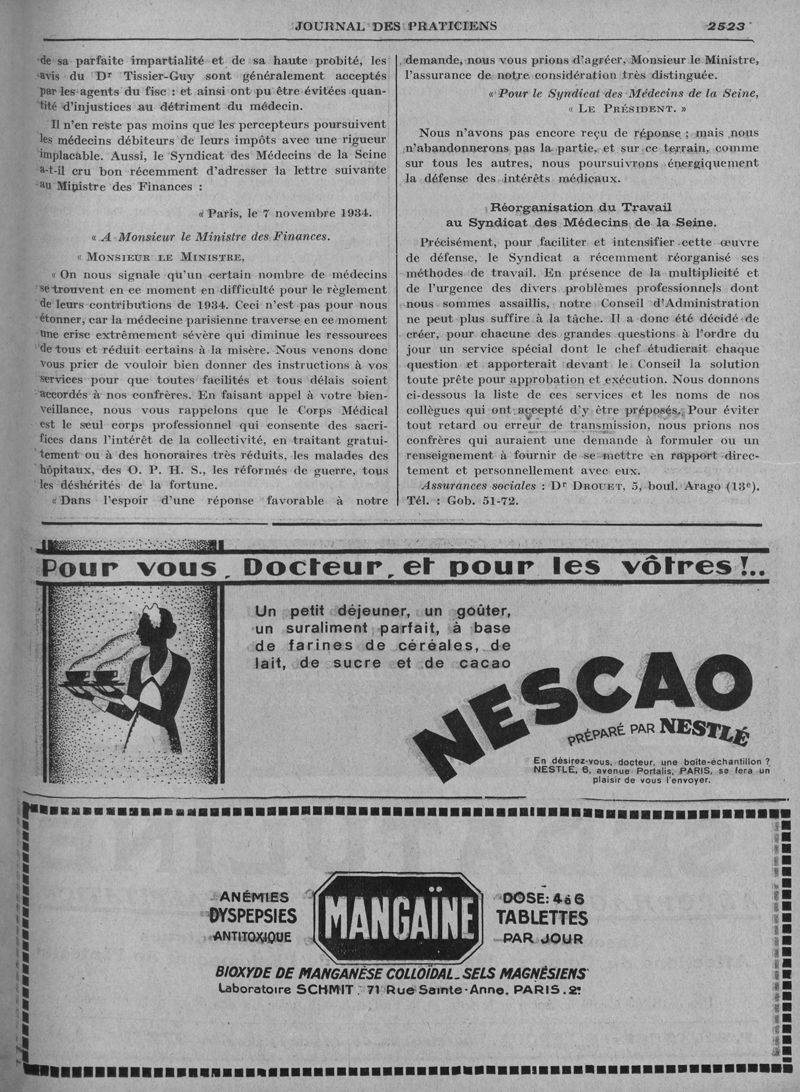 JOURNAL DES PRATICIENS
2523
de sa parfaite impartialité et de sa haute probité, les
avis du Dr Tissier-Guy sont généralement acceptés
par les agents du fisc : et ainsi ont pu être évitées quan-
tité d'injustices au détriment du médecin.
Il n'en reste pas moins que les percepteurs poursuivent
les médecins débiteurs de leurs impôts avec une rigueur
implacable. Aussi, le Syndicat des Médecins de la Seine
a-t-il cru bon récemment d'adresser la lettre suivante
au Ministre des Finances :
« Paris, le 7 novembre 1934.
« A Monsieur le Ministre des Finances.
« MONSIEUR LE MINISTRE,
« On nous signale qu'un certain nombre de médecins
se trouvent en ce moment en difficulté pour le règlement
de leurs contributions de 1934. Ceci n'est pas pour nous
étonner, car la médecine parisienne traverse en ce moment
une crise extrêmement sévère qui diminue les ressources
de tous et réduit certains à la misère. Nous venons donc
vous prier de vouloir bien donner des instructions à vos
services pour que toutes facilités et tous délais soient
accordés à nos confrères. En faisant appel à votre bien-
veillance, nous vous rappelons que le Corps Médical
est le seul corps professionnel qui consente des sacri-
fices dans l'intérêt de la collectivité, en traitant gratui-
tement ou à des honoraires très réduits, les malades des
hôpitaux, des O. P. H. S., les réformés de guerre, tous
les déshérités de la fortune.
« Dans l'espoir d'une réponse favorable à notre
demande, nous vous prions d'agréer, Monsieur le Ministre,
l'assurance de notre considération très distinguée.
« Pour le Syndicat des Médecins de la Seine,
« LE PRÉSIDENT. »
Nous n'avons pas encore reçu de réponse ; mais nous
n'abandonnerons pas la partie, et sur ce terrain, comme
sur tous les autres, nous poursuivrons énergiquement
la défense des intérêts médicaux.
Réorganisation du Travail
au Syndicat des Médecins de la Seine.
Précisément, pour faciliter et intensifier cette œuvre
de défense, le Syndicat a récemment réorganisé ses
méthodes de travail. En présence de la multiplicité et
de l'urgence des divers problèmes professionnels dont
nous sommes assaillis, notre Conseil d'Administration
ne peut plus suffire à la tâche. Il a donc été décidé de
créer, pour chacune des grandes questions à l'ordre du
jour un service spécial dont le chef étudierait chaque
question et apporterait devant le Conseil la solution
toute prête pour approbation et exécution. Nous donnons
ci-dessous la liste de ces services et les noms de nos
collègues qui ont accepté d'y être préposés. Pour éviter
tout retard ou erreur de transmission, nous prions nos
confrères qui auraient une demande à formuler ou un
renseignement à fournir de se mettre en rapport direc-
tement et personnellement avec eux.
Assurances sociales : Dr DROUET, 5, boul. Arago (13e).
Tél. : Gob. 51-72.
Pour vous, Docteur, et pour les vôtres !..
Un petit déjeuner, un goûter,
un suraliment parfait, à base
de farines de céréales, de
lait, de sucre et de cacao
NESCAO
PRÉPARÉ PAR NESTLÉ
En désirez-vous, docteur, une boîte-échantillon ?
NESTLÉ, 6, avenue Portalis, PARIS, se fera un
plaisir de vous l'envoyer.
ANÉMIES
DYSPEPSIES
ANTITOXIQUE
MANGAÏNE
DOSE: 4 à 6
TABLETTES
PAR JOUR
BIOXYDE DE MANGANÈSE COLLOÏDAL_SELS MAGNÉSIENS
Laboratoire SCHMIT, 71 Rue Sainte-Anne, PARIS. 2e